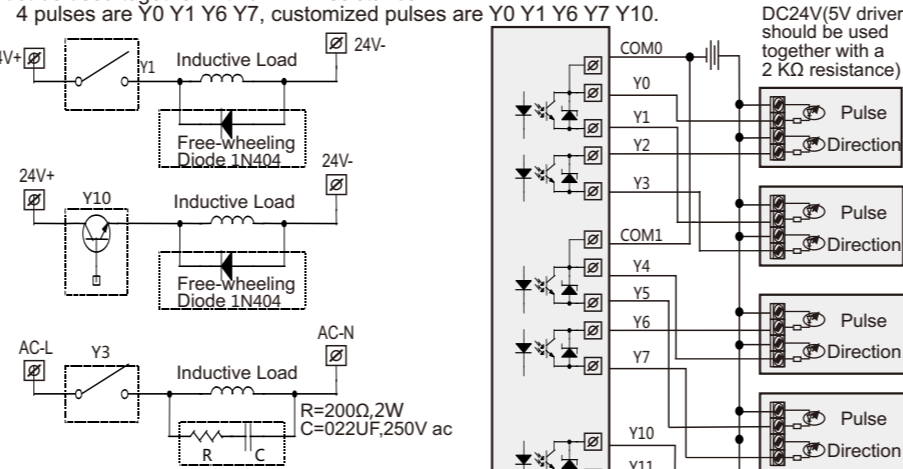 4 pulses are Y0 Y1 Y6 Y7, customized pulses are Y0 Y1 Y6 Y7 Y10.
Y1
Inductive Load
24V-
Free-wheeling
Diode 1N404
24V+
Y10
Inductive Load
24V-
Free-wheeling
Diode 1N404
AC-L
Y3
Inductive Load
AC-N
R
C
R=200Ω,2W
C=022UF,250V ac
COM0
Y0
Y1
Y2
Y3
COM1
Y4
Y5
Y6
Y7
Y10
Y11
DC24V(5V driver
should be used
together with a
2 KΩ resistance)
Pulse
Direction
Pulse
Direction
Pulse
Direction
Pulse
Direction